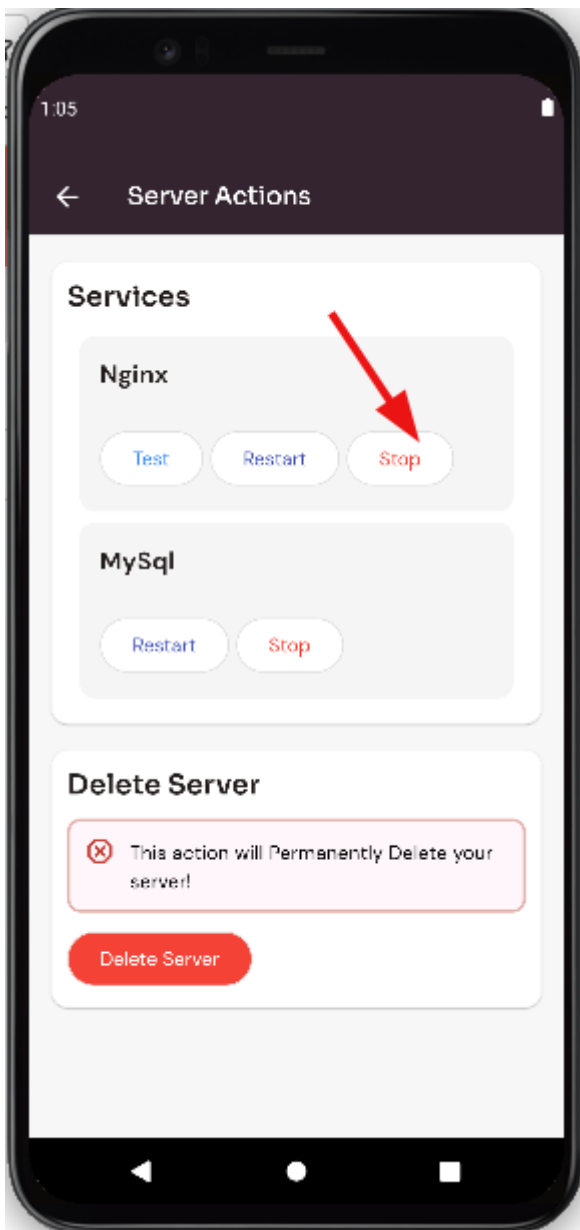 1:05
Server Actions
Services
Nginx
Test Restart Stop
MySql
Restart Stop
Delete Server
This action will Permanently Delete your
server!
Delete Server